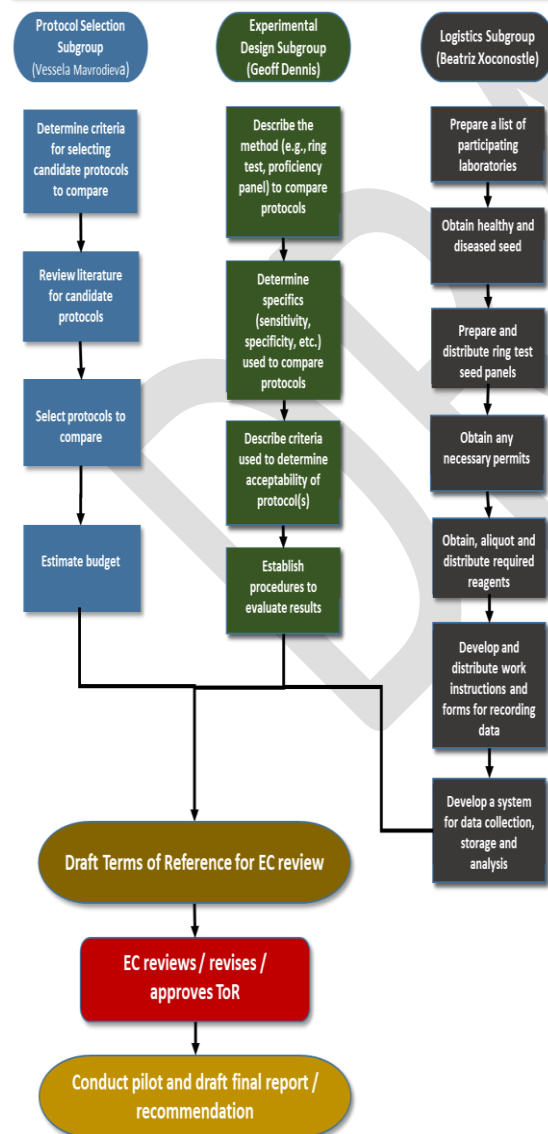 Protocol Selection
Subgroup
(Vessela Mavrodieva)
Determine criteria
for selecting
candidate protocols
to compare
Review literature
for candidate
protocols
Select protocols to
compare
Estimate budget
Experimental
Design Subgroup
(Geoff Dennis)
Describe the
method (e.g., ring
test, proficiency
panel) to compare
protocols
Determine
specifics
(sensitivity,
specificity, etc.)
used to compare
protocols
Describe criteria
used to determine
acceptability of
protocol(s)
Establish
procedures to
evaluate results
Logistics Subgroup
(Beatriz Xoconostle)
Prepare a list of
participating
laboratories
Obtain healthy and
diseased seed
Prepare and
distribute ring test
seed panels
Obtain any
necessary permits
Obtain, aliquot and
distribute required
reagents
Develop and
distribute work
instructions and
forms for recording
data
Develop a system
for data collection,
storage and
analysis
Draft Terms of Reference for EC review
EC reviews / revises /
approves ToR
Conduct pilot and draft final report /
recommendation